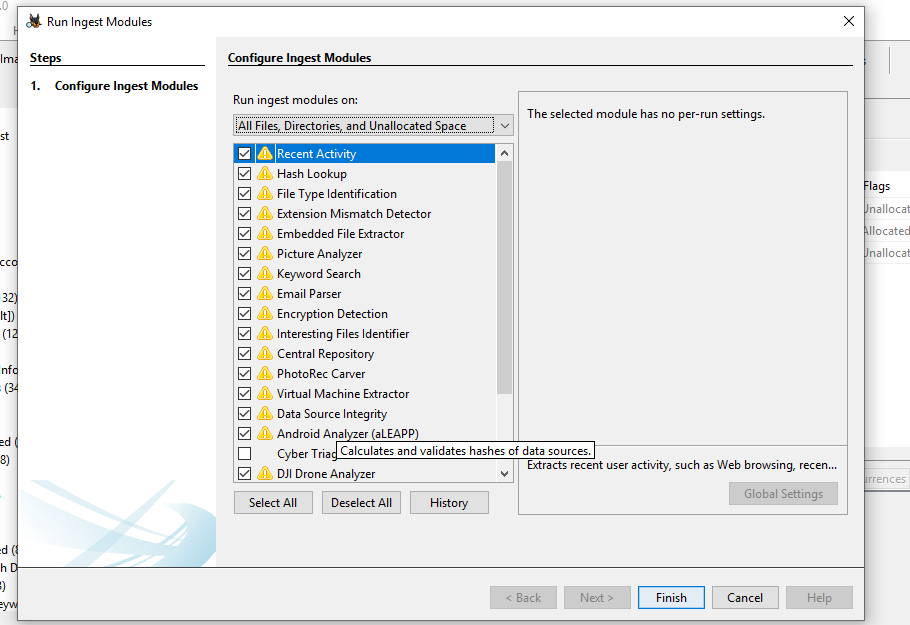 Run Ingest Modules
Steps
1. Configure Ingest Modules
Configure Ingest Modules
Run ingest modules on:
All Files, Directories, and Unallocated Space
Recent Activity
Hash Lookup
File Type Identification
Extension Mismatch Detector
Embedded File Extractor
Picture Analyzer
Keyword Search
Email Parser
Encryption Detection
Interesting Files Identifier
Central Repository
PhotoRec Carver
Virtual Machine Extractor
Data Source Integrity
Android Analyzer (aLEAPP)
Cyber Triag
DJI Drone Analyzer
Calculates and validates hashes of data sources.
Select All
Deselect All
History
The selected module has no per-run settings.
Extracts recent user activity, such as Web browsing, recen...
Global Settings
< Back
Next >
Finish
Cancel
Help
Flags
Unallocat
Allocated
Unallocat